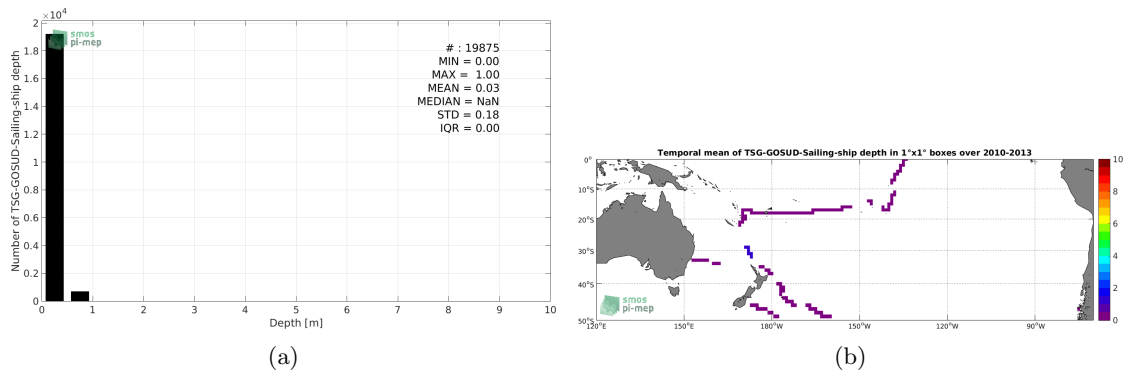 ×10⁴
2
1.8
1.6
1.4
1.2
1
0.8
0.6
0.4
0.2
0
Number of TSG-GOSUD-Sailing-ship depth
smos
pi-mep
# : 19875
MIN = 0.00
MAX = 1.00
MEAN = 0.03
MEDIAN = NaN
STD = 0.18
IQR = 0.00
0 1 2 3 4 5 6 7 8 9 10
Depth [m]
(a)
Temporal mean of TSG-GOSUD-Sailing-ship depth in 1°x1° boxes over 2010-2013
0°
10°S
20°S
30°S
40°S
50°S
smos
pi-mep
120°E 150°E 180°W 150°W 120°W 90°W
10
8
6
4
2
0
(b)